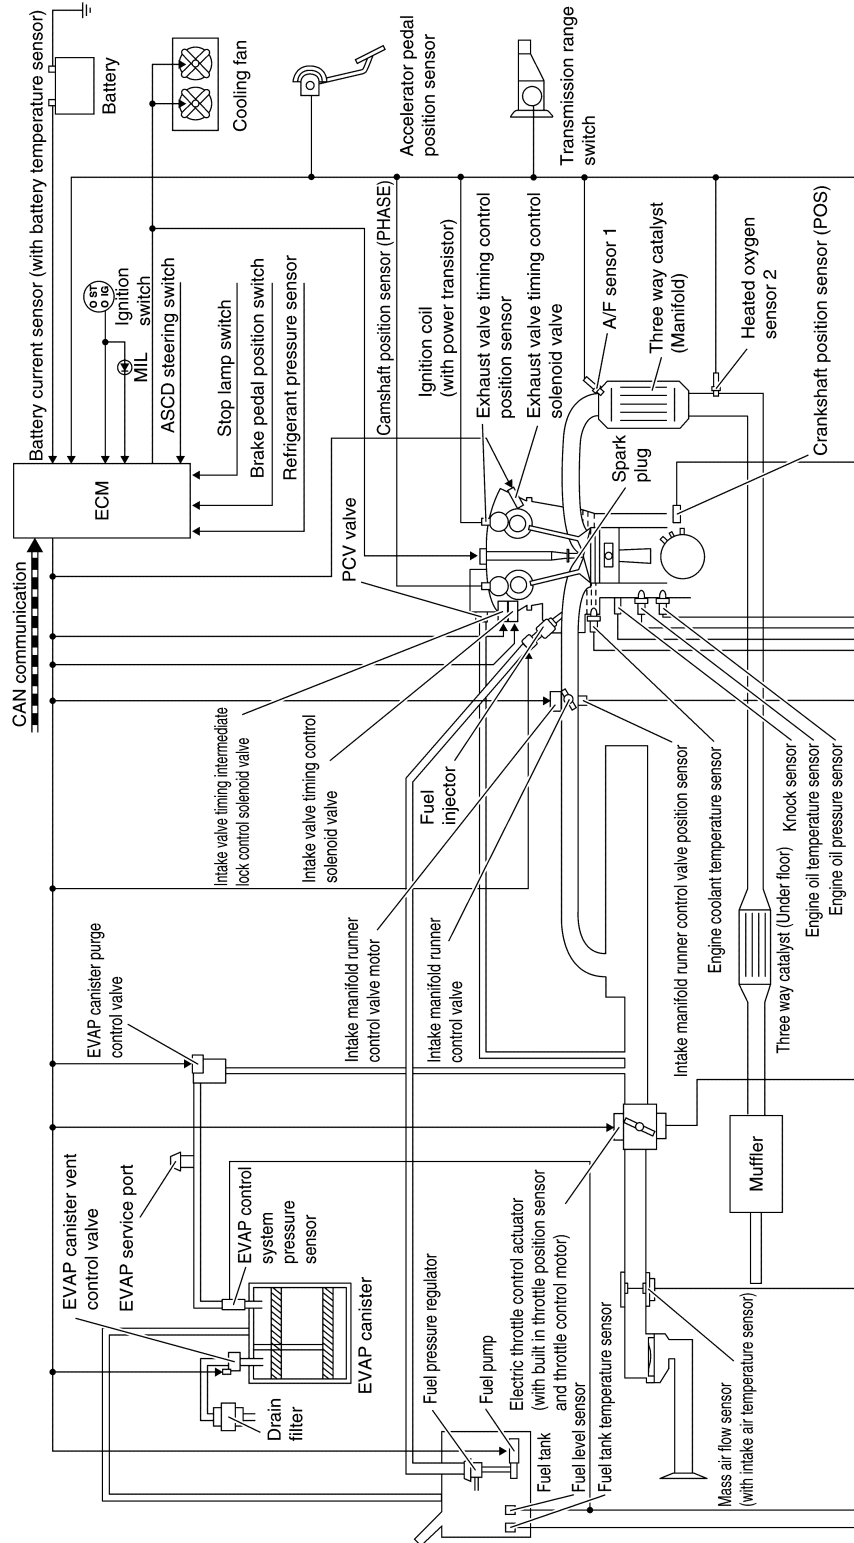 CAN communication
ECM
Battery current sensor (with battery temperature sensor)
Battery
Cooling fan
Accelerator pedal
position sensor
Transmission range
switch
ST
O O
IG
Ignition
switch
MIL
ASCD steering switch
Stop lamp switch
Brake pedal position switch
Refrigerant pressure sensor
Camshaft position sensor (PHASE)
Ignition coil
(with power transistor)
Exhaust valve timing control
position sensor
Exhaust valve timing control
solenoid valve
A/F sensor 1
Three way catalyst
(Manifold)
Heated oxygen
sensor 2
Crankshaft position sensor (POS)
Spark
plug
PCV valve
Intake valve timing intermediate
lock control solenoid valve
Intake valve timing control
solenoid valve
Fuel
injector
Intake manifold runner
control valve motor
Intake manifold runner
control valve
Intake manifold runner control valve position sensor
Engine coolant temperature sensor
Knock sensor
Engine oil temperature sensor
Engine oil pressure sensor
Three way catalyst (Under floor)
EVAP canister purge
control valve
EVAP service port
EVAP canister vent
control valve
EVAP control
system
pressure
sensor
EVAP canister
Drain
filter
Fuel pressure regulator
Fuel pump
Electric throttle control actuator
(with built in throttle position sensor
and throttle control motor)
Fuel tank
Fuel level sensor
Fuel tank temperature sensor
Muffler
Mass air flow sensor
(with intake air temperature sensor)